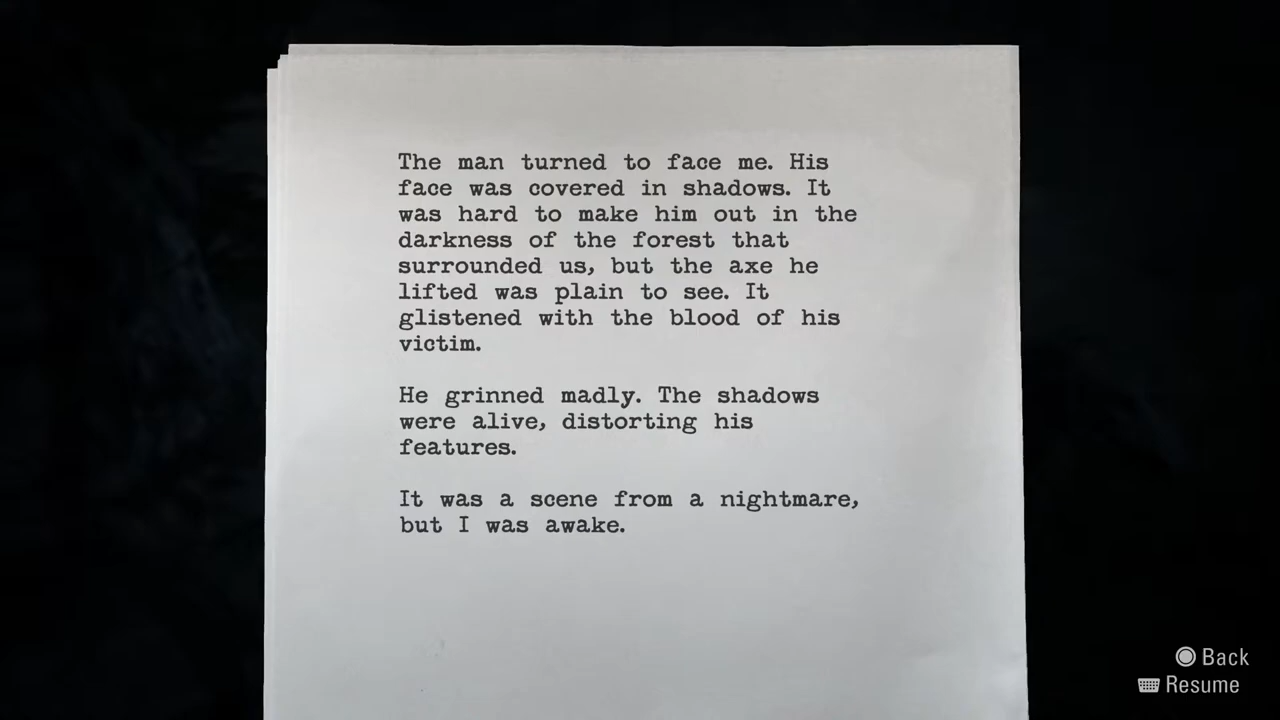 The man turned to face me. His
face was covered in shadows. It
was hard to make him out in the
darkness of the forest that
surrounded us, but the axe he
lifted was plain to see. It
glistened with the blood of his
victim.
He grinned madly. The shadows
were alive, distorting his
features.
It was a scene from a nightmare,
but I was awake.
Back
Resume